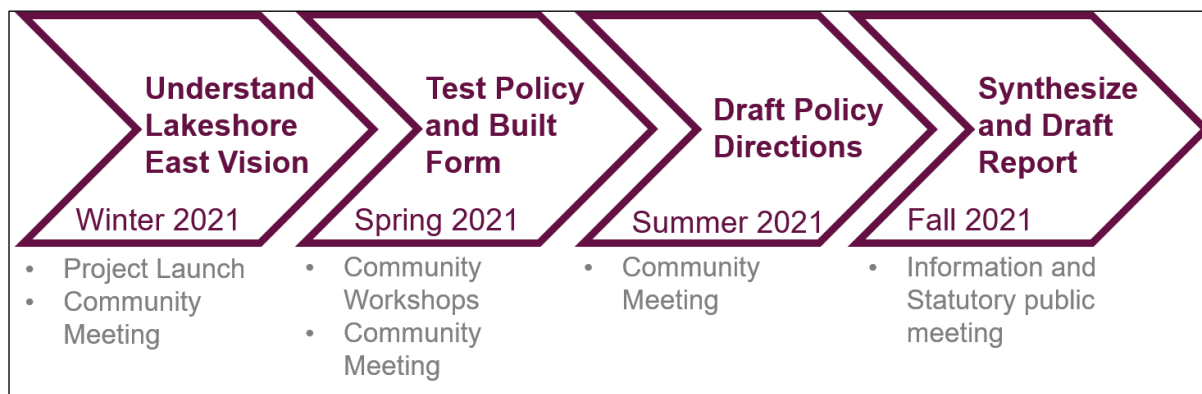 Understand
Lakeshore
East Vision
Winter 2021
• Project Launch
• Community
Meeting
Test Policy
and Built
Form
Spring 2021
• Community
Workshops
• Community
Meeting
Draft Policy
Directions
Summer 2021
• Community
Meeting
Synthesize
and Draft
Report
Fall 2021
• Information and
Statutory public
meeting